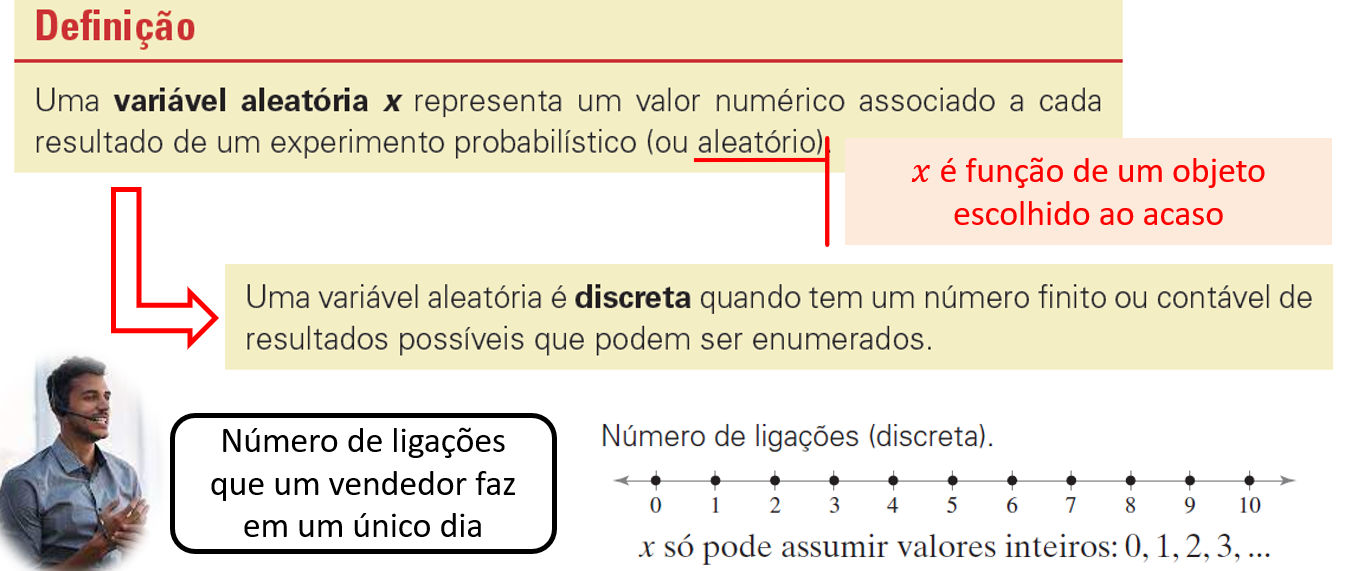 Definição
Uma variável aleatória x representa um valor numérico associado a cada
resultado de um experimento probabilístico (ou aleatório).
x é função de um objeto
escolhido ao acaso
Uma variável aleatória é discreta quando tem um número finito ou contável de
resultados possíveis que podem ser enumerados.
Número de ligações
que um vendedor faz
em um único dia
Número de ligações (discreta).
0 1 2 3 4 5 6 7 8 9 10
x só pode assumir valores inteiros: 0, 1, 2, 3, ...